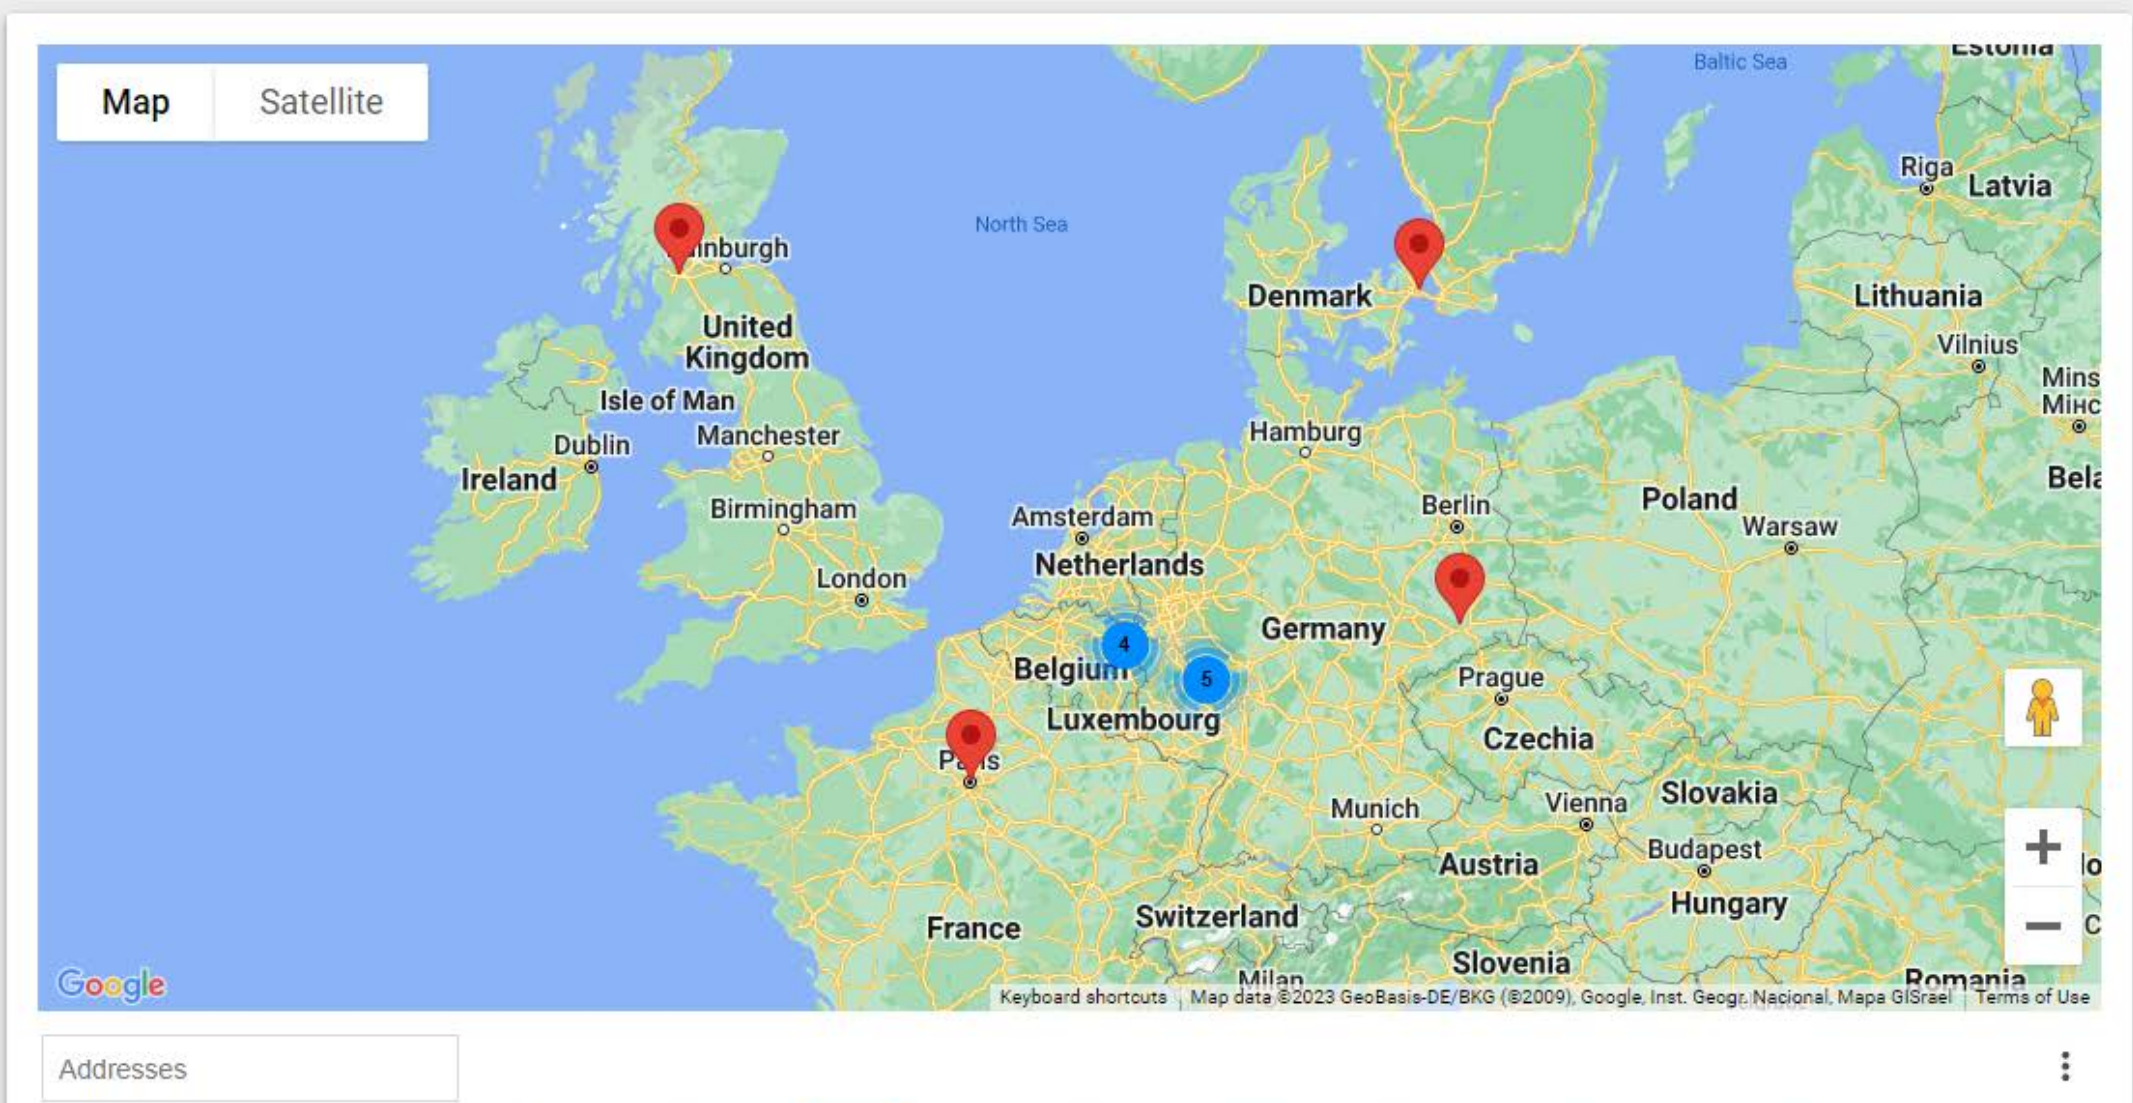 Map
Satellite
Baltic Sea
Estonia
Riga
Latvia
North Sea
inburgh
Denmark
Lithuania
United
Kingdom
Vilnius
Mins
Мінс
Isle of Man
Manchester
Dublin
Hamburg
Ireland
Birmingham
Amsterdam
Berlin
Poland
Warsaw
Bela
Netherlands
London
Germany
4
Belgium
5
Prague
Luxembourg
Czechia
Paris
Munich
Vienna
Slovakia
Budapest
Austria
lo
Hungary
Switzerland
France
C
Slovenia
Milan
Romania
Google
Keyboard shortcuts
Map data ©2023 GeoBasis-DE/BKG (©2009), Google, Inst. Geogr. Nacional, Mapa GISrael
Terms of Use
Addresses